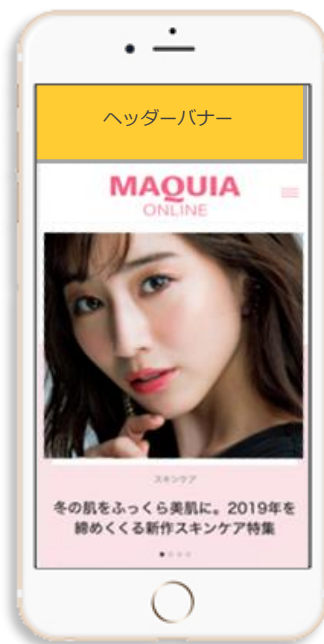 ヘッダーバナー
MAQUIA
ONLINE
スキンケア
冬の肌をふっくら美肌に。2019年を
締めくくる新作スキンケア特集